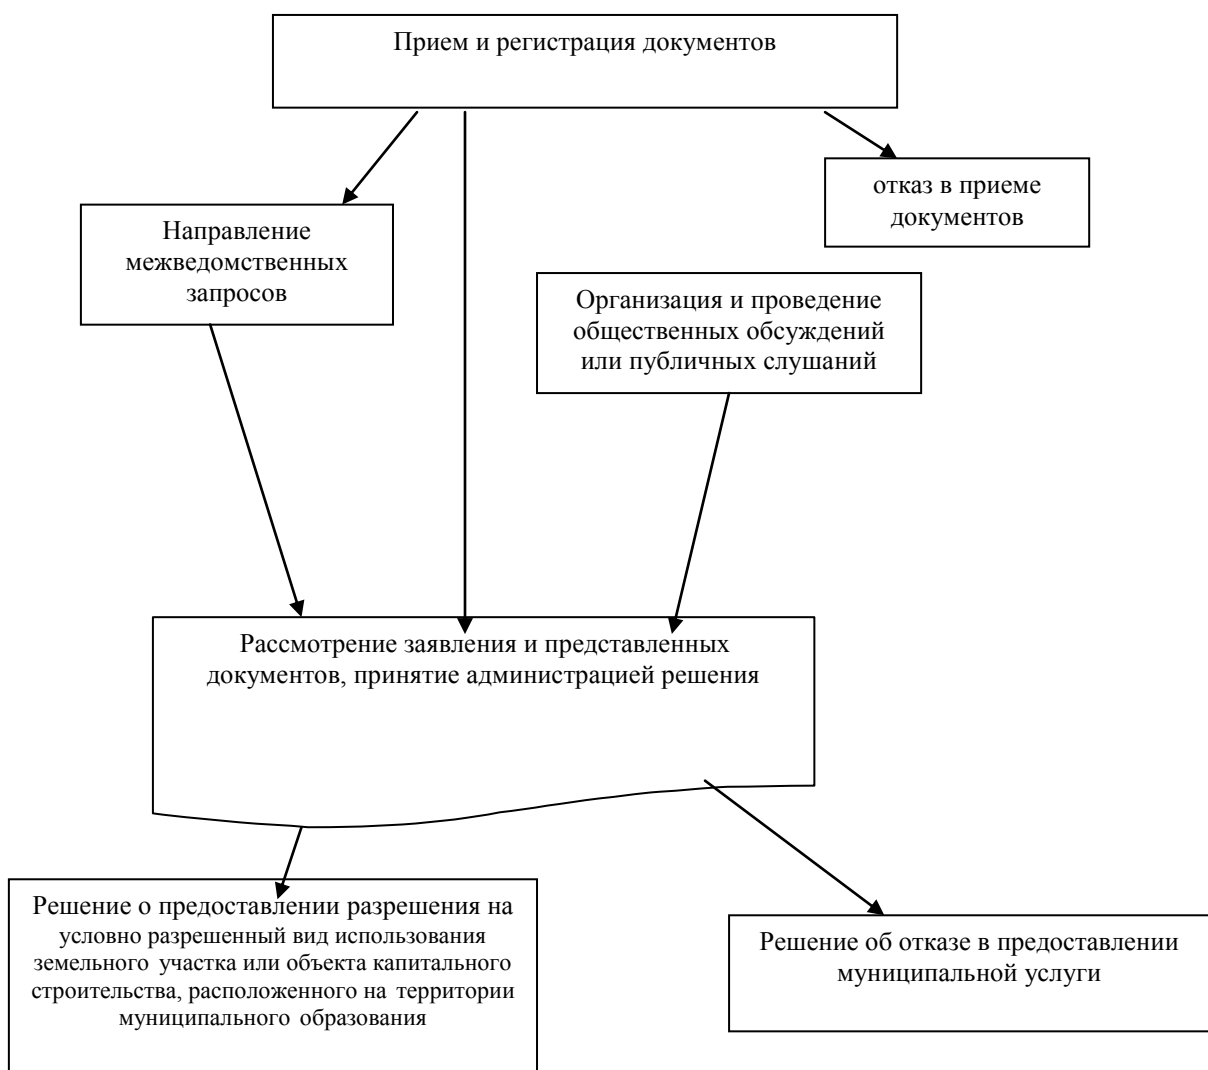 Прием и регистрация документов
отказ в приеме
документов
Направление
межведомственных
запросов
Организация и проведение
общественных обсуждений
или публичных слушаний
Рассмотрение заявления и представленных
документов, принятие администрацией решения
Решение о предоставлении разрешения на
условно разрешенный вид использования
земельного участка или объекта капитального
строительства, расположенного на территории
муниципального образования
Решение об отказе в предоставлении
муниципальной услуги